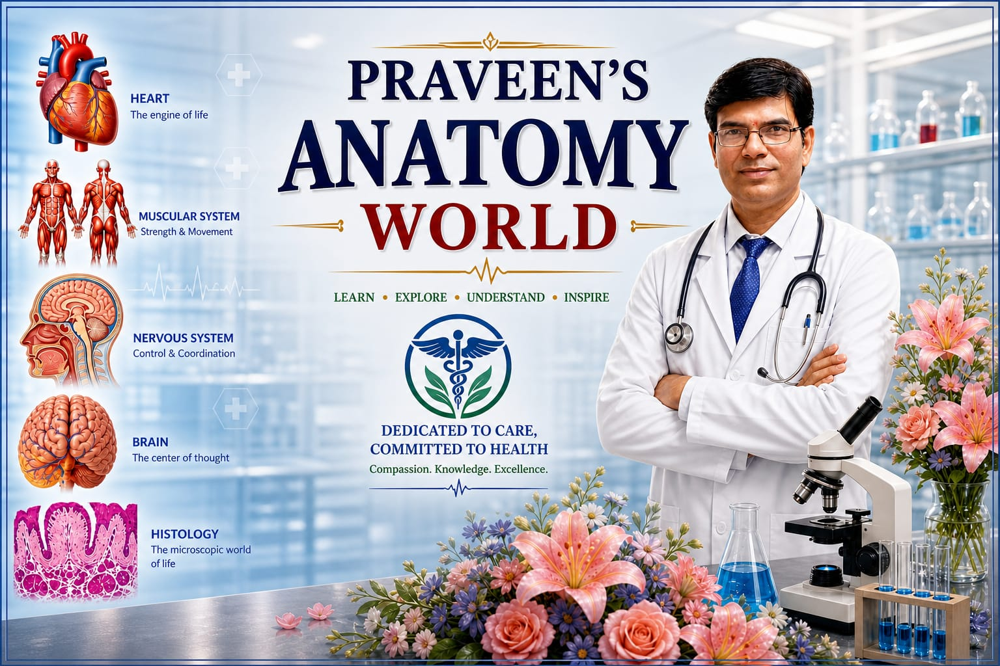 PRAVEEN'S
ANATOMY
WORLD
LEARN • EXPLORE • UNDERSTAND • INSPIRE
DEDICATED TO CARE,
COMMITTED TO HEALTH
Compassion. Knowledge. Excellence.
HEART
The engine of life
MUSCULAR SYSTEM
Strength & Movement
NERVOUS SYSTEM
Control & Coordination
BRAIN
The center of thought
HISTOLOGY
The microscopic world
of life